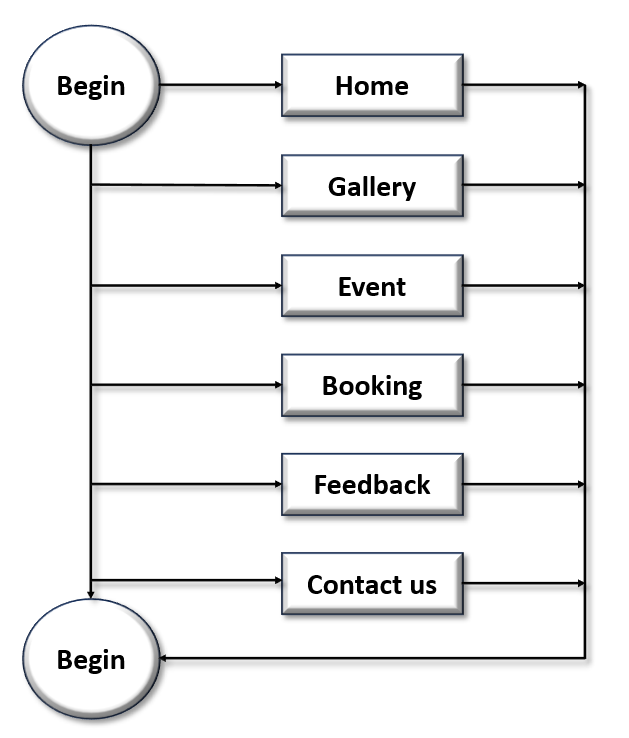 Begin
Home
Gallery
Event
Booking
Feedback
Contact us
Begin